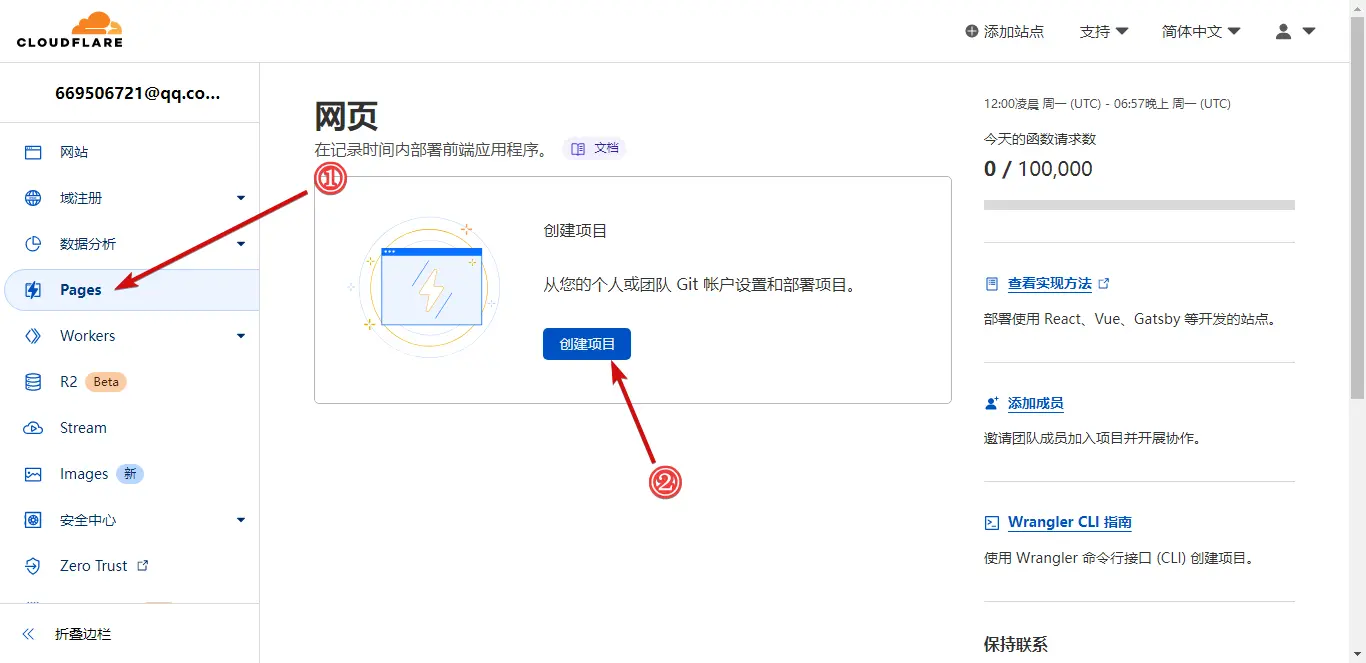 CLOUDFLARE
添加站点
支持
简体中文
669506721@qq.co...
网站
域注册
数据分析
Pages
Workers
R2 Beta
Stream
Images 新
安全中心
Zero Trust
折叠边栏
网页
在记录时间内部署前端应用程序。 文档
①
创建项目
从您的个人或团队 Git 帐户设置和部署项目。
创建项目
②
12:00凌晨 周一 (UTC) - 06:57晚上 周一 (UTC)
今天的函数请求数
0 / 100,000
查看实现方法
部署使用 React、Vue、Gatsby 等开发的站点。
添加成员
邀请团队成员加入项目并开展协作。
Wrangler CLI 指南
使用 Wrangler 命令行接口 (CLI) 创建项目。
保持联系